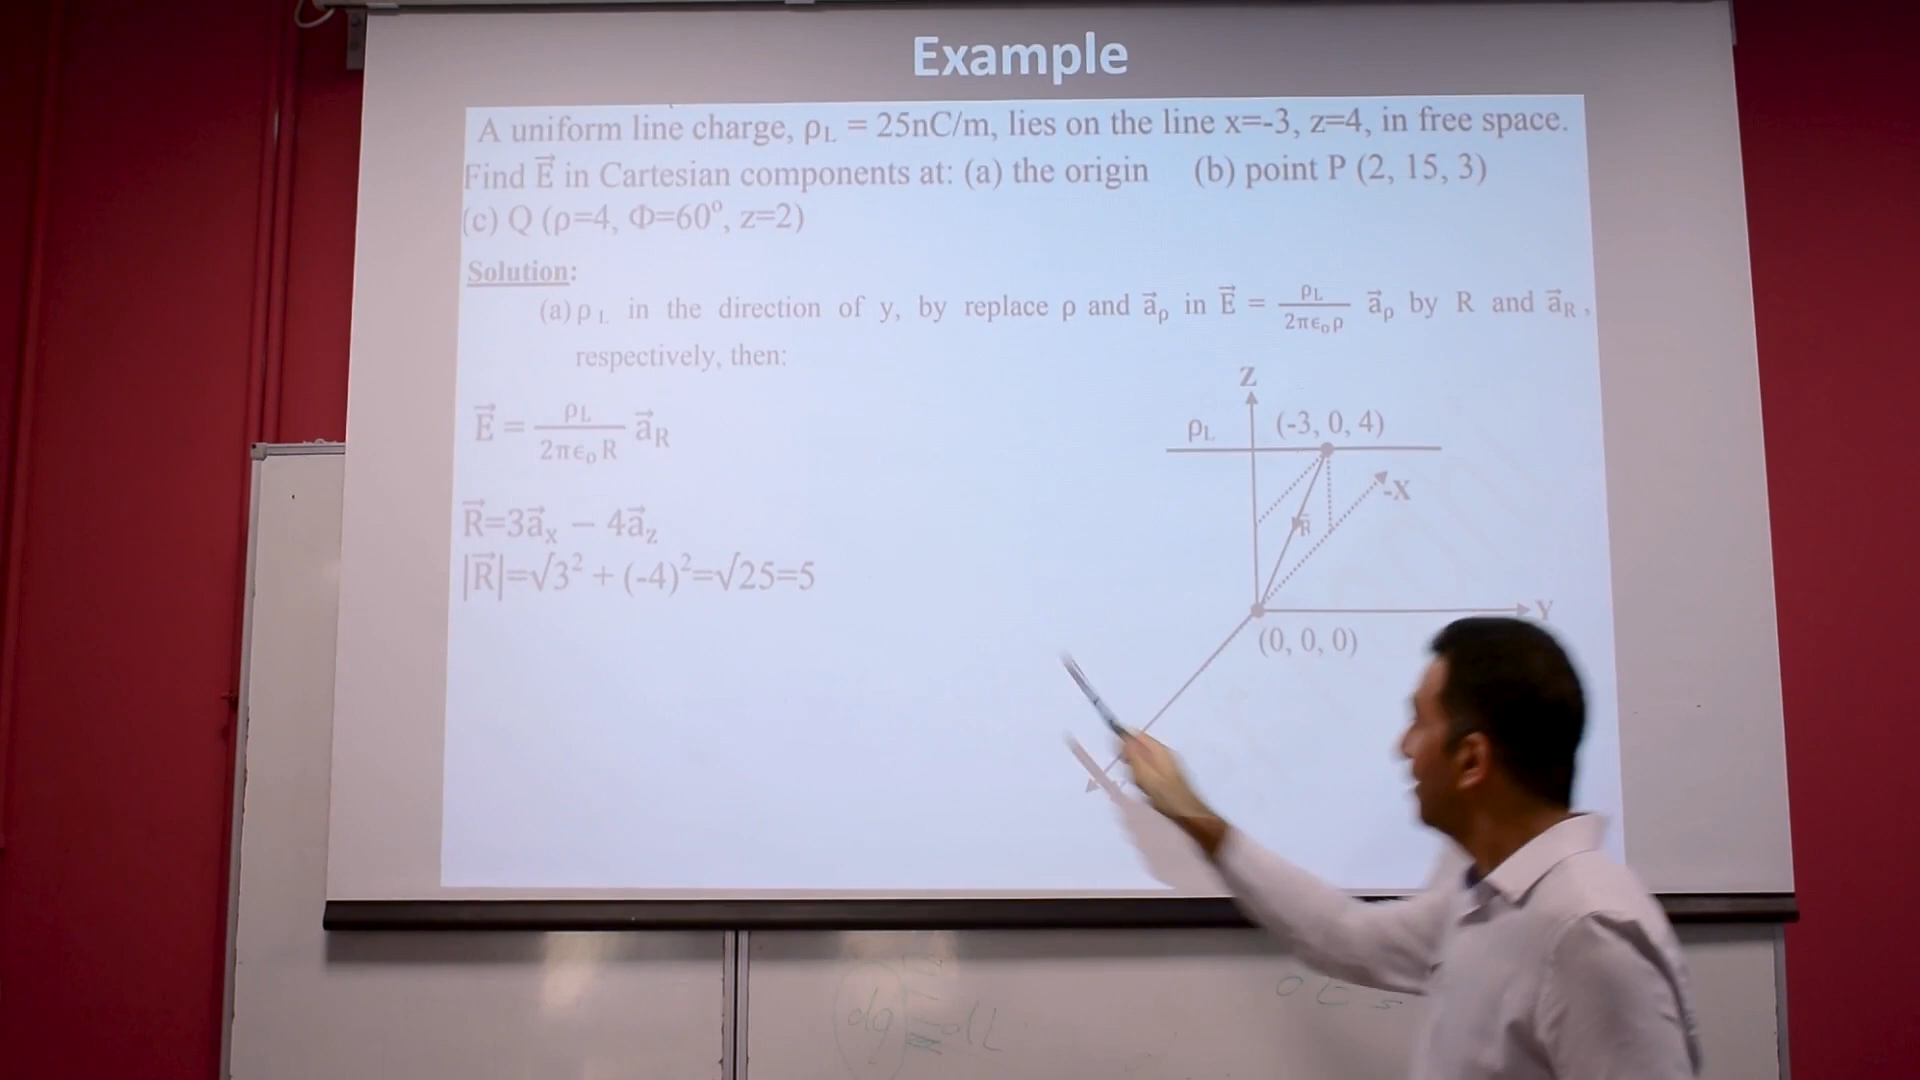 Example
A uniform line charge, ρL = 25nC/m, lies on the line x=-3, z=4, in free space.
Find E⃗ in Cartesian components at: (a) the origin (b) point P (2, 15, 3)
(c) Q (ρ=4, Φ=60°, z=2)
Solution:
(a) ρL in the direction of y, by replace ρ and a⃗ρ in E⃗ = ρL / 2πϵ₀ρ a⃗ρ by R and a⃗R,
respectively, then:
E⃗ = ρL / 2πϵ₀R a⃗R
R⃗=3a⃗x − 4a⃗z
|R⃗|=√3² + (-4)²=√25=5
Z
ρL
(-3, 0, 4)
-X
R⃗
Y
(0, 0, 0)
dq = dL